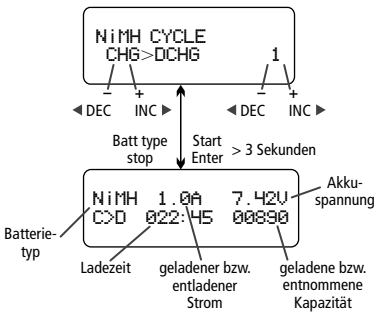 NiMH CYCLE
CHG>DCHG 1
− + − +
◀ DEC INC ▶ ◀ DEC INC ▶
Batt type
stop
Start
Enter
> 3 Sekunden
NiMH 1.0A 7.42V
C>D 022:45 00890
Akku-
spannung
Batterie-
typ
Ladezeit
geladener bzw.
entladener
Strom
geladene bzw.
entnommene
Kapazität